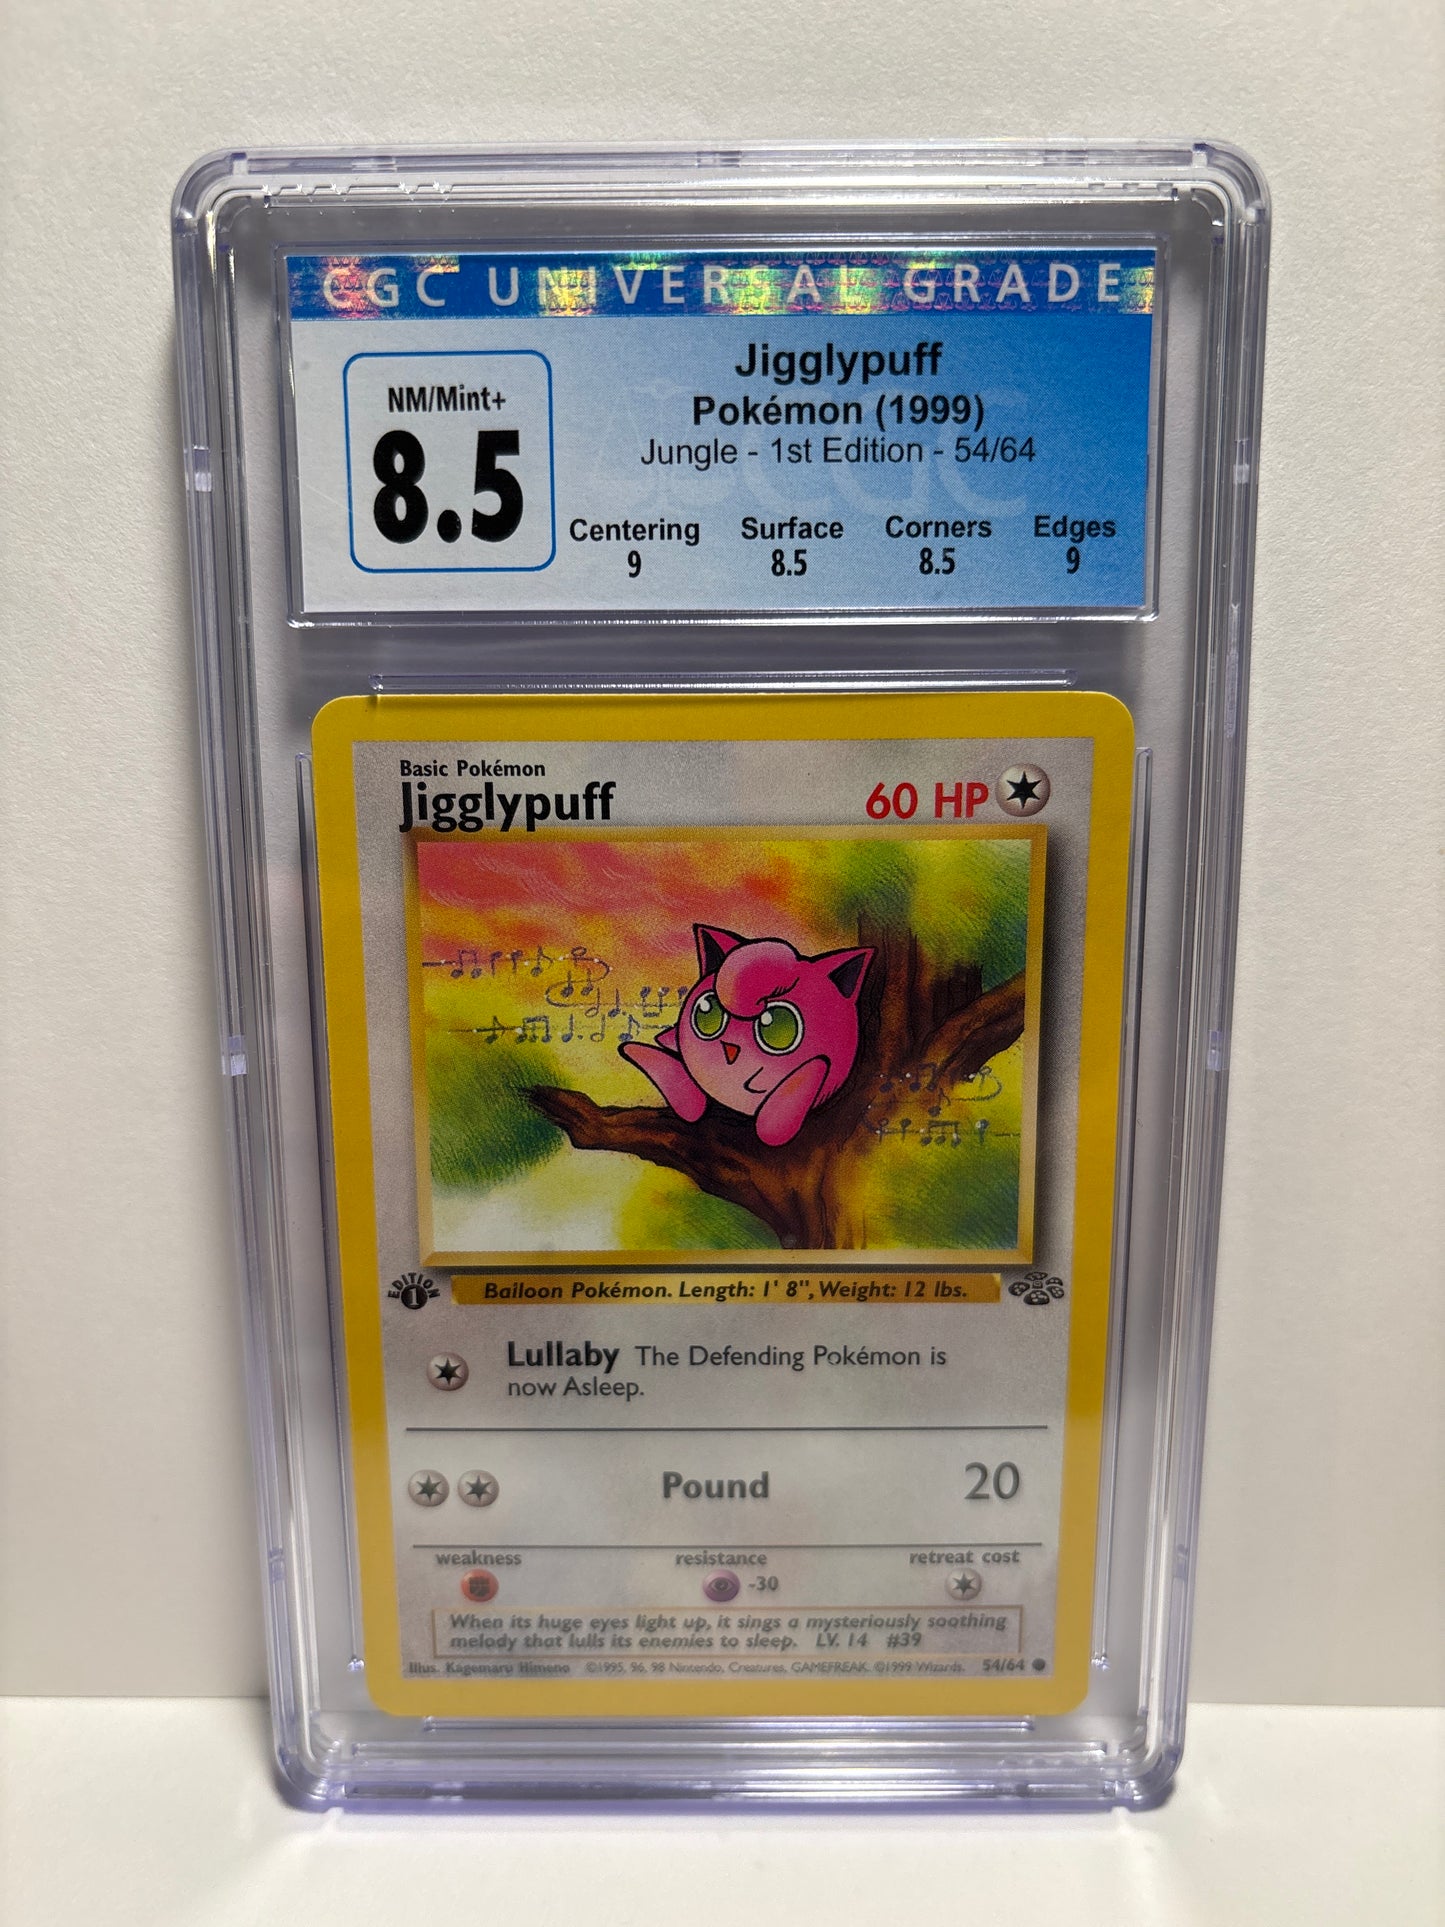 CGC UNIVERSAL GRADE
NM/Mint+
8.5
Jigglypuff
Pokémon (1999)
Jungle - 1st Edition - 54/64
Centering Surface Corners Edges
9 8.5 8.5 9
Basic Pokémon
Jigglypuff 60 HP
EDITION
1
Balloon Pokémon. Length: 1' 8", Weight: 12 lbs.
Lullaby The Defending Pokémon is
now Asleep.
Pound 20
weakness resistance retreat cost
-30
When its huge eyes light up, it sings a mysteriously soothing
melody that lulls its enemies to sleep. LV. 14 #39
Illus. Kagemaru Himeno ©1995, 96, 98 Nintendo, Creatures, GAMEFREAK. ©1999 Wizards. 54/64